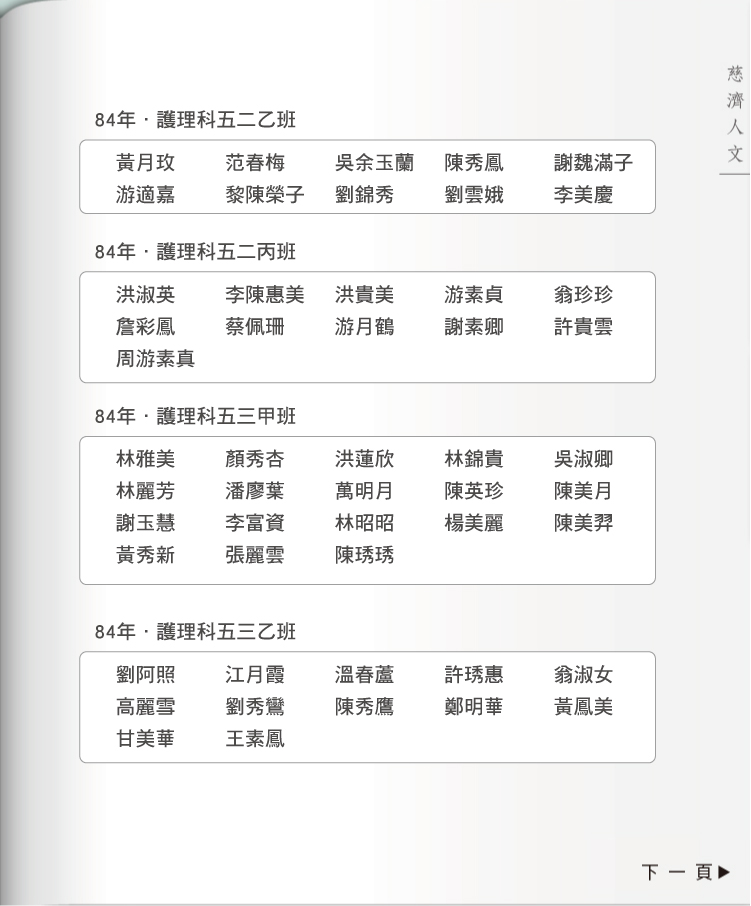 慈濟人文
84年．護理科五二乙班
黃月玫 范春梅 吳余玉蘭 陳秀鳳 謝魏滿子
游適嘉 黎陳榮子 劉錦秀 劉雲娥 李美慶
84年．護理科五二丙班
洪淑英 李陳惠美 洪貴美 游素貞 翁珍珍
詹彩鳳 蔡佩珊 游月鶴 謝素卿 許貴雲
周游素真
84年．護理科五三甲班
林雅美 顏秀杏 洪蓮欣 林錦貴 吳淑卿
林麗芳 潘廖葉 萬明月 陳英珍 陳美月
謝玉慧 李富資 林昭昭 楊美麗 陳美羿
黃秀新 張麗雲 陳琇琇
84年．護理科五三乙班
劉阿照 江月霞 溫春蘆 許琇惠 翁淑女
高麗雪 劉秀鸞 陳秀鷹 鄭明華 黃鳳美
甘美華 王素鳳
下一頁▶